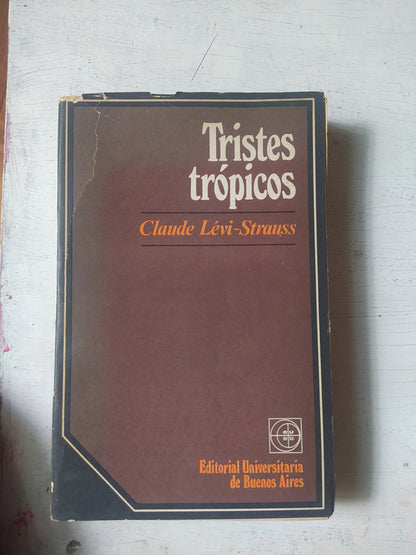 Tristes
trópicos
Claude Lévi-Strauss
Editorial Universitaria
de Buenos Aires